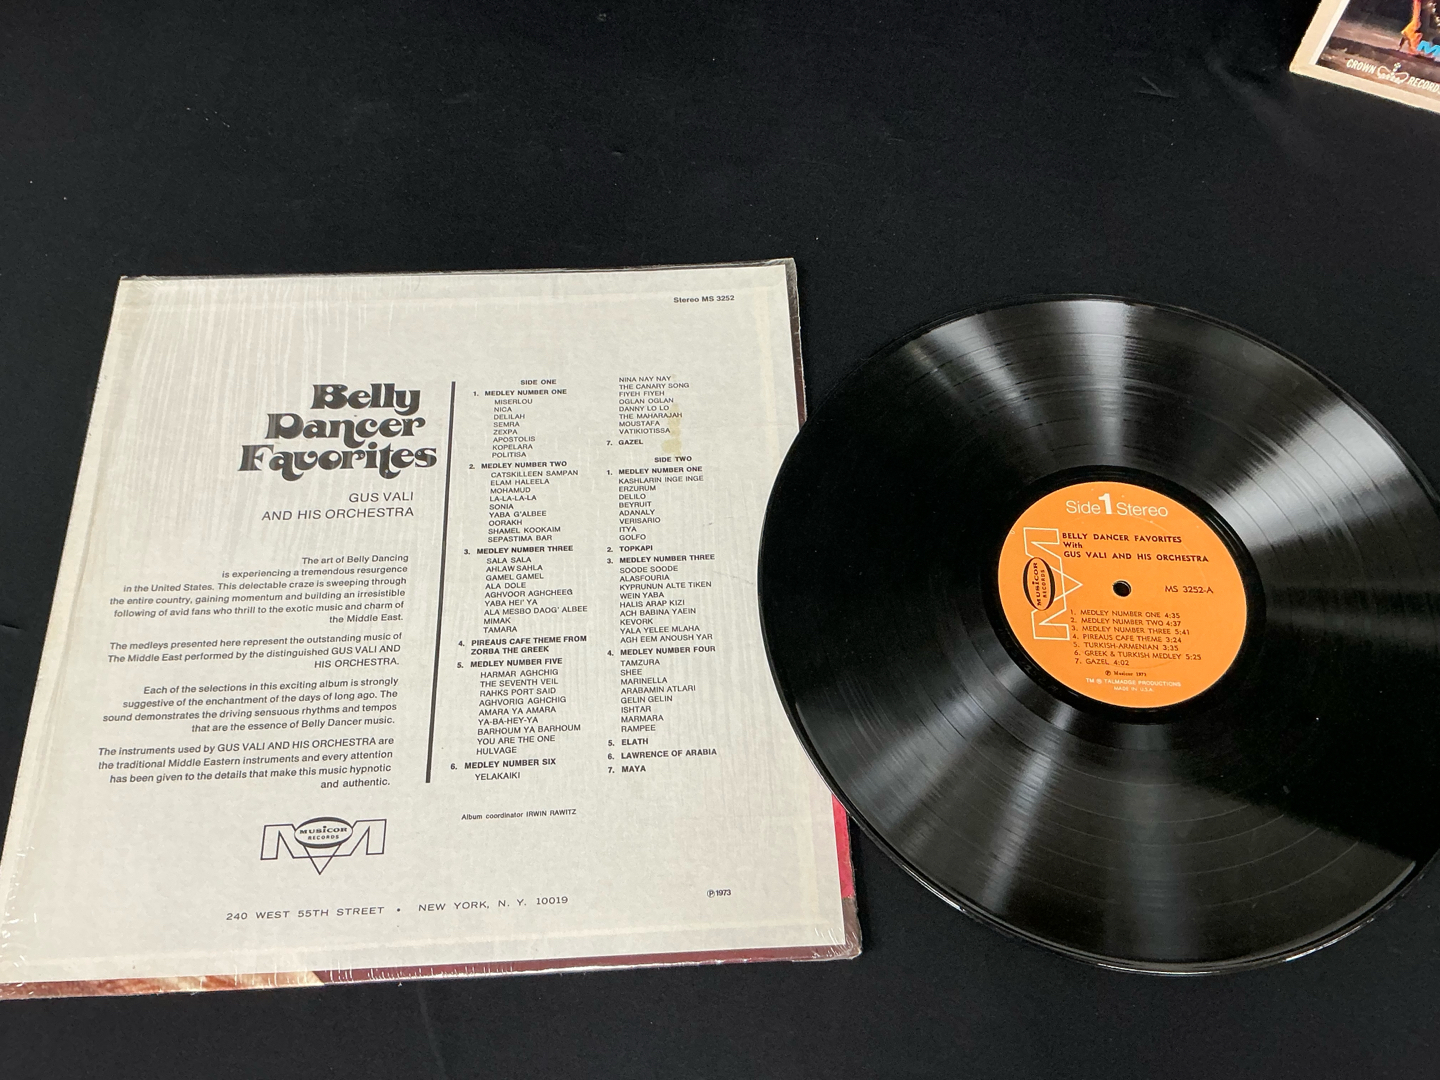 Stereo MS 3252
Belly
Dancer
Favorites
GUS VALI
AND HIS ORCHESTRA
The art of Belly Dancing
is experiencing a tremendous resurgence
in the United States. This delectable craze is sweeping through
the entire country, gaining momentum and building an irresistible
following of avid fans who thrill to the exotic music and charm of
the Middle East.
The medleys presented here represent the outstanding music of
The Middle East performed by the distinguished GUS VALI AND
HIS ORCHESTRA.
Each of the selections in this exciting album is strongly
suggestive of the enchantment of the days of long ago. The
sound demonstrates the driving sensuous rhythms and tempos
that are the essence of Belly Dancer music.
The instruments used by GUS VALI AND HIS ORCHESTRA are
the traditional Middle Eastern instruments and every attention
has been given to the details that make this music hypnotic
and authentic.
MUSICOR
RECORDS
SIDE ONE
1. MEDLEY NUMBER ONE
MISERLOU
NICA
DELILAH
SEMRA
ZEXPA
APOSTOLIS
KOPELARA
POLITISA
2. MEDLEY NUMBER TWO
CATSKILLEEN SAMPAN
ELAM HALEELA
MOHAMUD
LA-LA-LA-LA
SONIA
YABA G'ALBEE
OORAKH
SHAMEL KOOKAIM
SEPASTIMA BAR
3. MEDLEY NUMBER THREE
SALA SALA
AHLAW SAHLA
GAMEL GAMEL
ALA DOLE
AGHVOOR AGHCHEEG
YABA HEI' YA
ALA MESBO DAOG' ALBEE
MIMAK
TAMARA
4. PIREAUS CAFE THEME FROM
ZORBA THE GREEK
5. MEDLEY NUMBER FIVE
HARMAR AGHCHIG
THE SEVENTH VEIL
RAHKS PORT SAID
AGHVORIG AGHCHIG
AMARA YA AMARA
YA-BA-HEY-YA
BARHOUM YA BARHOUM
YOU ARE THE ONE
HULVAGE
6. MEDLEY NUMBER SIX
YELAKAIKI
NINA NAY NAY
THE CANARY SONG
FIYEH FIYEH
OGLAN OGLAN
DANNY LO LO
THE MAHARAJAH
MOUSTAFA
VATIKIOTISSA
7. GAZEL
SIDE TWO
1. MEDLEY NUMBER ONE
KASHLARIN INGE INGE
ERZURUM
DELILO
BEYRUIT
ADANALY
VERISARIO
ITYA
GOLFO
2. TOPKAPI
3. MEDLEY NUMBER THREE
SOODE SOODE
ALASFOURIA
KYPRUNUN ALTE TIKEN
WEIN YABA
HALIS ARAP KIZI
ACH BABINA YAEIN
KEVORK
YALA YELEE MLAHA
AGH EEM ANOUSH YAR
4. MEDLEY NUMBER FOUR
TAMZURA
SHEE
MARINELLA
ARABAMIN ATLARI
GELIN GELIN
ISHTAR
MARMARA
RAMPEE
5. ELATH
6. LAWRENCE OF ARABIA
7. MAYA
Album coordinator IRWIN RAWITZ
℗1973
240 WEST 55TH STREET • NEW YORK, N. Y. 10019
Side 1 Stereo
BELLY DANCER FAVORITES
With
GUS VALI AND HIS ORCHESTRA
MUSICOR
RECORDS
MS 3252-A
1. MEDLEY NUMBER ONE 4:35
2. MEDLEY NUMBER TWO 4:37
3. MEDLEY NUMBER THREE 5:41
4. PIREAUS CAFE THEME 3:24
5. TURKISH-ARMENIAN 3:35
6. GREEK & TURKISH MEDLEY 5:25
7. GAZEL 4:02
℗ Musicor 1973
TM ® TALMADGE PRODUCTIONS
MADE IN U.S.A.
CROWN RECORDS